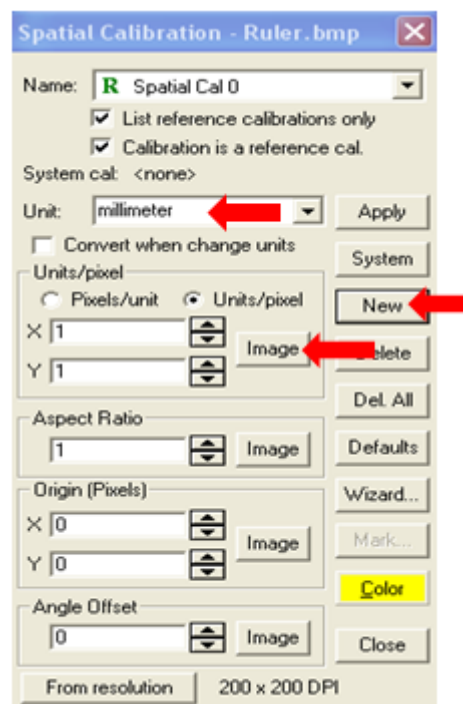 Spatial Calibration - Ruler.bmp
Name: R Spatial Cal 0
List reference calibrations only
Calibration is a reference cal.
System cal: <none>
Unit: millimeter Apply
Convert when change units System
Units/pixel
Pixels/unit Units/pixel New
X 1
Image
Y 1
Del. All
Aspect Ratio
1 Image Defaults
Origin (Pixels) Wizard...
X 0
Image Mark...
Y 0
Color
Angle Offset
0 Image Close
From resolution 200 x 200 DPI